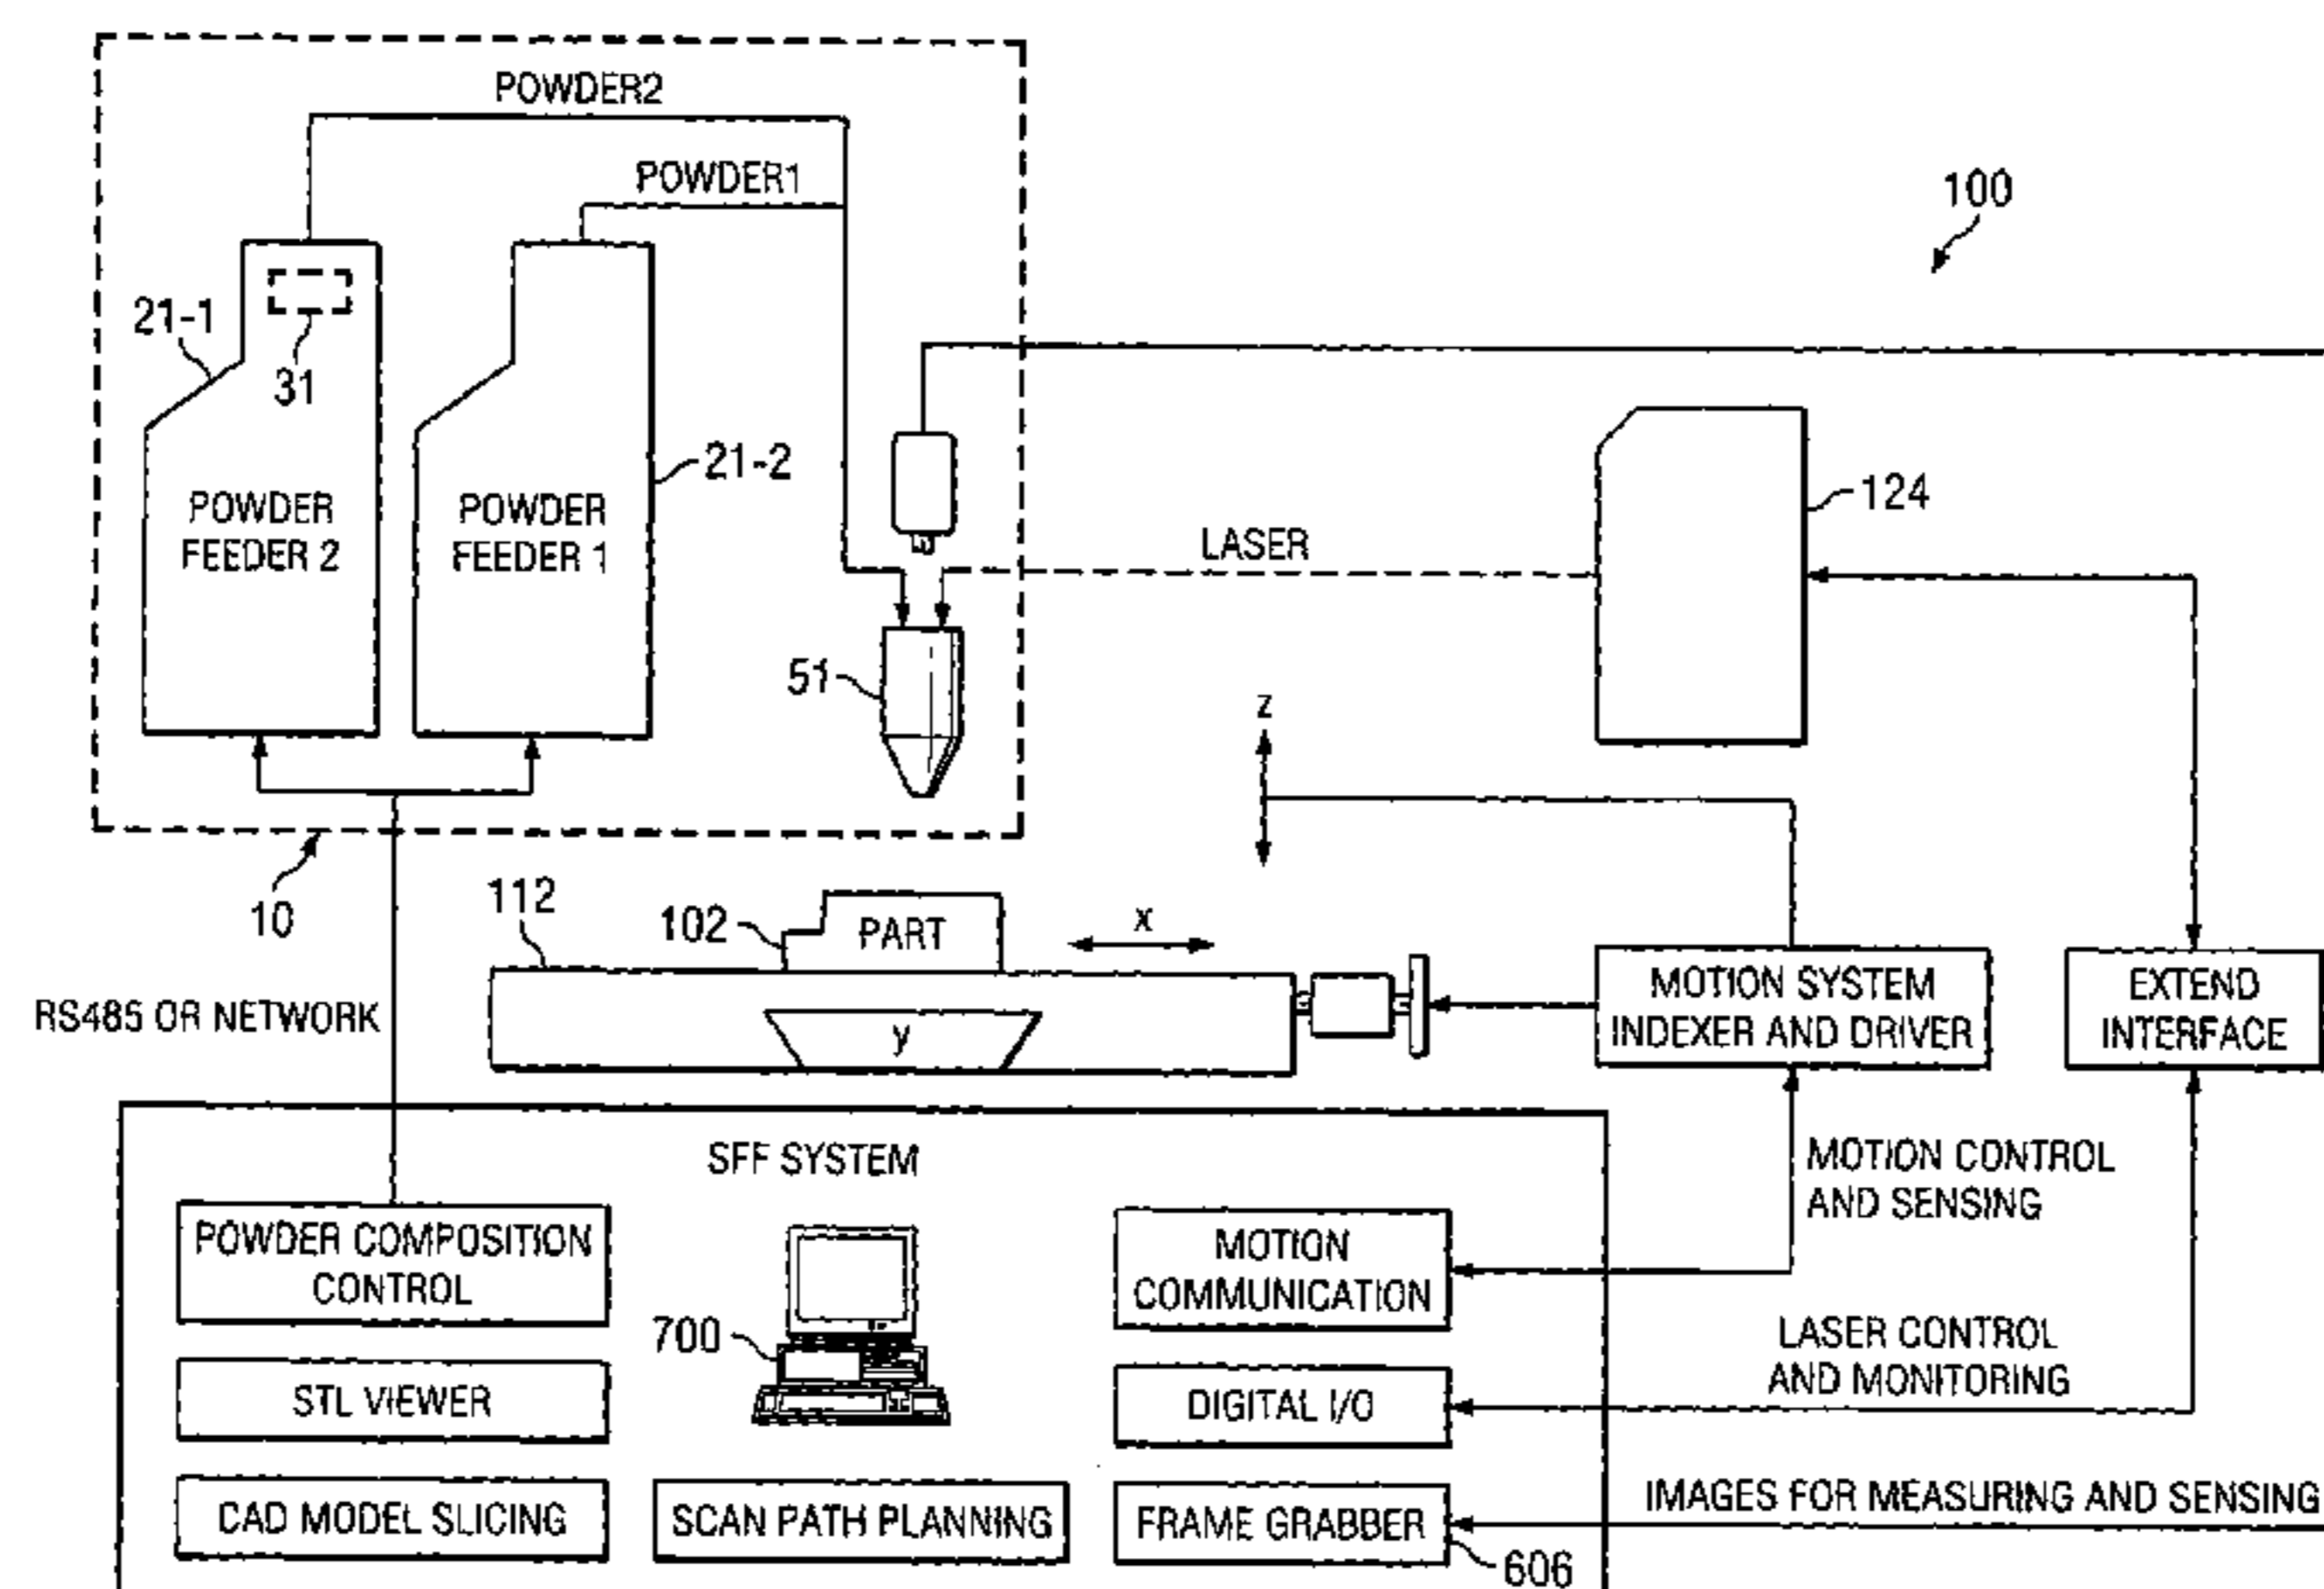 POWDER2
POWDER1
100
21-1
31
21-2
POWDER
FEEDER 2
POWDER
FEEDER 1
LASER
124
51
z
10
112
102
PART
x
y
RS485 OR NETWORK
MOTION SYSTEM
INDEXER AND DRIVER
EXTEND
INTERFACE
SFF SYSTEM
MOTION CONTROL
AND SENSING
POWDER COMPOSITION
CONTROL
MOTION
COMMUNICATION
700
LASER CONTROL
AND MONITORING
STL VIEWER
DIGITAL I/O
CAD MODEL SLICING
SCAN PATH PLANNING
FRAME GRABBER
IMAGES FOR MEASURING AND SENSING
606